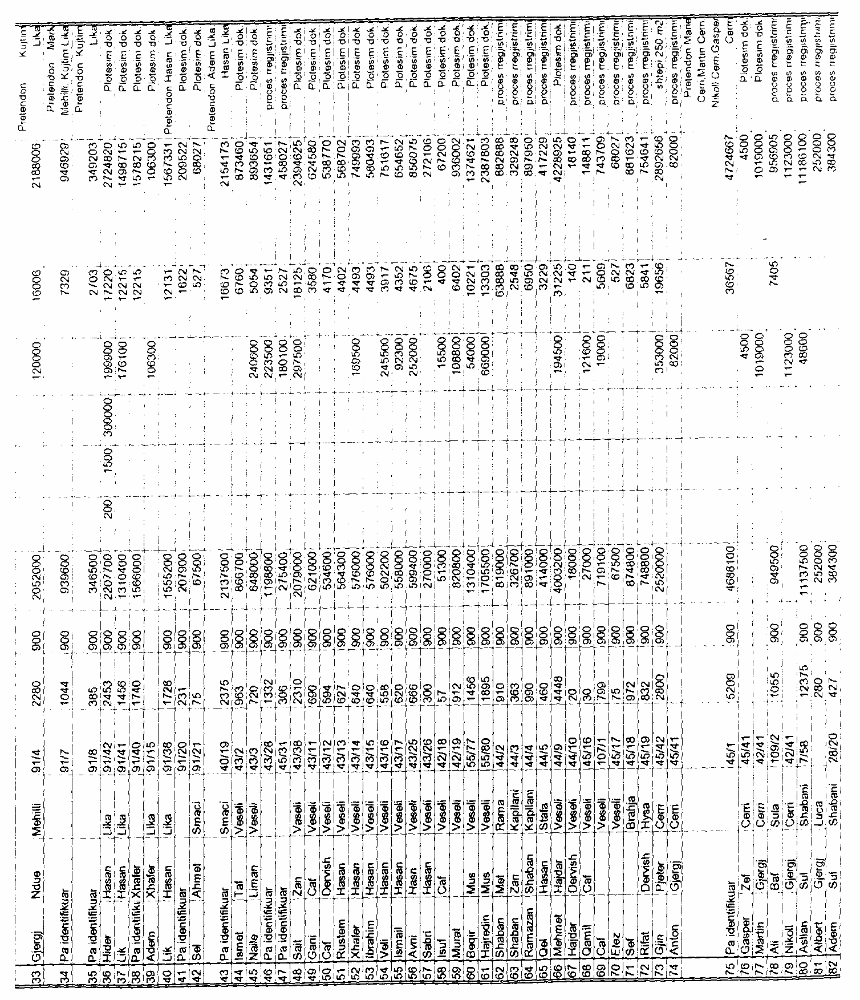 33 Gjergj Ndue Mehilli 91/4 2280 900 2052000 120000 16006 2188006 Pretendon Kujtim Lika
34 Pa identifikuar 91/7 1044 900 939600 7329 946929 Pretendon Mark Mehilli, Kujtim Lika
35 Pa identifikuar 91/8 385 900 346500 2703 349203 Pretendon Kujtim Lika
36 Hider Hasan Lika 91/42 2453 900 2207700 200 1500 300000 199900 17220 2724820 Plotesim dok.
37 Lik Hasan Lika 91/41 1456 900 1310400 176100 12215 1498715 Plotesim dok
38 Pa identifiku Xhafer 91/40 1740 900 1566000 12215 1578215 Plotesim dok
39 Adem Xhafer Lika 91/15 106300 106300 Plotesim dok
40 Lik Hasan Lika 91/38 1728 900 1555200 12131 1567331 Pretendon Hasan Lika
41 Pa identifikuar 91/20 231 900 207900 1622 209522 Plotesim dok
42 Sel Ahmet Smaci 91/21 75 900 67500 527 68027 Plotesim dok
43 Pa identifikuar Smaci 40/19 2375 900 2137500 16673 2154173 Pretendon Adem Lika Hasan Lika
44 Ismet Taf Veseli 43/2 963 900 866700 6760 873460 Plotesim dok
45 Naile Liman Veseli 43/3 720 900 648000 240600 5054 893654 Plotesim dok
46 Pa identifikuar 43/28 1332 900 1198800 223500 9351 1431651 proces rregjistrimi
47 Pa identifikuar 45/31 306 900 275400 180100 2527 458027 proces rregjistrimi
48 Sait Zan Vaseli 43/38 2310 900 2079000 297500 18125 2394625 Plotesim dok
49 Gani Caf Veseli 43/11 690 900 621000 3580 624580 Plotesim dok
50 Caf Dervish Veseli 43/12 594 900 534600 4170 538770 Plotesim dok
51 Rustem Hasan Veseli 43/13 627 900 564300 4402 568702 Plotesim dok
52 Xhafer Hasan Veseli 43/14 640 900 576000 169500 4493 749993 Plotesim dok
53 Ibrahim Hasan Veseli 43/15 640 900 576000 4493 580493 Plotesim dok
54 Veli Hasan Veseli 43/16 558 900 502200 245500 3917 751617 Plotesim dok
55 Ismail Hasan Veseli 43/17 620 900 558000 92300 4352 654652 Plotesim dok
56 Avni Hasn Veseli 43/25 666 900 599400 252000 4675 856075 Plotesim dok
57 Sabri Hasan Veseli 43/26 300 900 270000 2106 272106 Plotesim dok
58 Isuf Caf Veseli 42/18 57 900 51300 15500 400 67200 Plotesim dok
59 Murat Veseli 42/19 912 900 820800 108800 6402 936002 Plotesim dok
60 Beqir Mus Veseli 55/77 1456 900 1310400 54000 10221 1374621 Plotesim dok
61 Hajredin Mus Veseli 55/80 1895 900 1705500 669000 13303 2387803 Plotesim dok
62 Shaban Met Rama 44/2 910 900 819000 63888 882888 proces rregjistrimi
63 Shaban Zan Kapllani 44/3 363 900 326700 2548 329248 proces rregjistrimi
64 Ramazan Shaban Kapllani 44/4 990 900 891000 6950 897950 proces rregjistrimi
65 Qel Hasan Stafa 44/5 460 900 414000 3229 417229 proces rregjistrimi
66 Mehmet Hajdar Veseli 44/9 4448 900 4003200 194500 31225 4228925 Plotesim dok
67 Hajdar Dervish Veseli 44/10 20 900 18000 140 18140 proces rregjistrimi
68 Qamil Caf Veseli 45/16 30 900 27000 121600 211 148811 proces rregjistrimi
69 Caf Veseli 107/1 799 900 719100 19000 5609 743709 proces rregjistrimi
70 Elez Veseli 45/17 75 900 67500 527 68027 proces rregjistrimi
71 Sef Brahja 45/18 972 900 874800 6823 881623 proces rregjistrimi
72 Rifat Dervish Hysa 45/19 832 900 748800 5841 754641 proces rregjistrimi
73 Gjin Pjeter Cerri 45/42 2800 900 2520000 353000 19656 2892656 shtepi 250 m2
74 Anton Gjergj Cerri 45/41 82000 82000 proces rregjistrimi
75 Pa identifikuar 45/1 5209 900 4688100 36567 4724667 Pretendon Mane Cerri,Martin Cerri, Nikoll Cerri,Gasper Cerri
76 Gasper Zef Cerri 45/41 4500 4500 Plotesim dok
77 Martin Gjergj Cerri 42/41 1019000 1019000 Plotesim dok
78 Ali Baf Sula 109/2 1055 900 949500 7405 956905 proces rregjistrimi
79 Nikoll Gjergj Cerri 42/41 1123000 1123000 proces rregjistrimi
80 Asllan Sul Shabani 7/58 12375 900 11137500 48600 11186100 proces rregjistrimi
81 Albert Gjergj Luca 280 900 252000 252000 proces rregjistrimi
82 Adem Suf Shabani 28/20 427 900 384300 384300 proces rregjistrimi